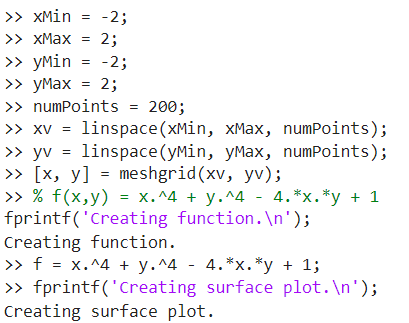 >> xMin = -2;
>> xMax = 2;
>> yMin = -2;
>> yMax = 2;
>> numPoints = 200;
>> xv = linspace(xMin, xMax, numPoints);
>> yv = linspace(yMin, yMax, numPoints);
>> [x, y] = meshgrid(xv, yv);
>> % f(x,y) = x.^4 + y.^4 - 4.*x.*y + 1
fprintf('Creating function.\n');
Creating function.
>> f = x.^4 + y.^4 - 4.*x.*y + 1;
>> fprintf('Creating surface plot.\n');
Creating surface plot.